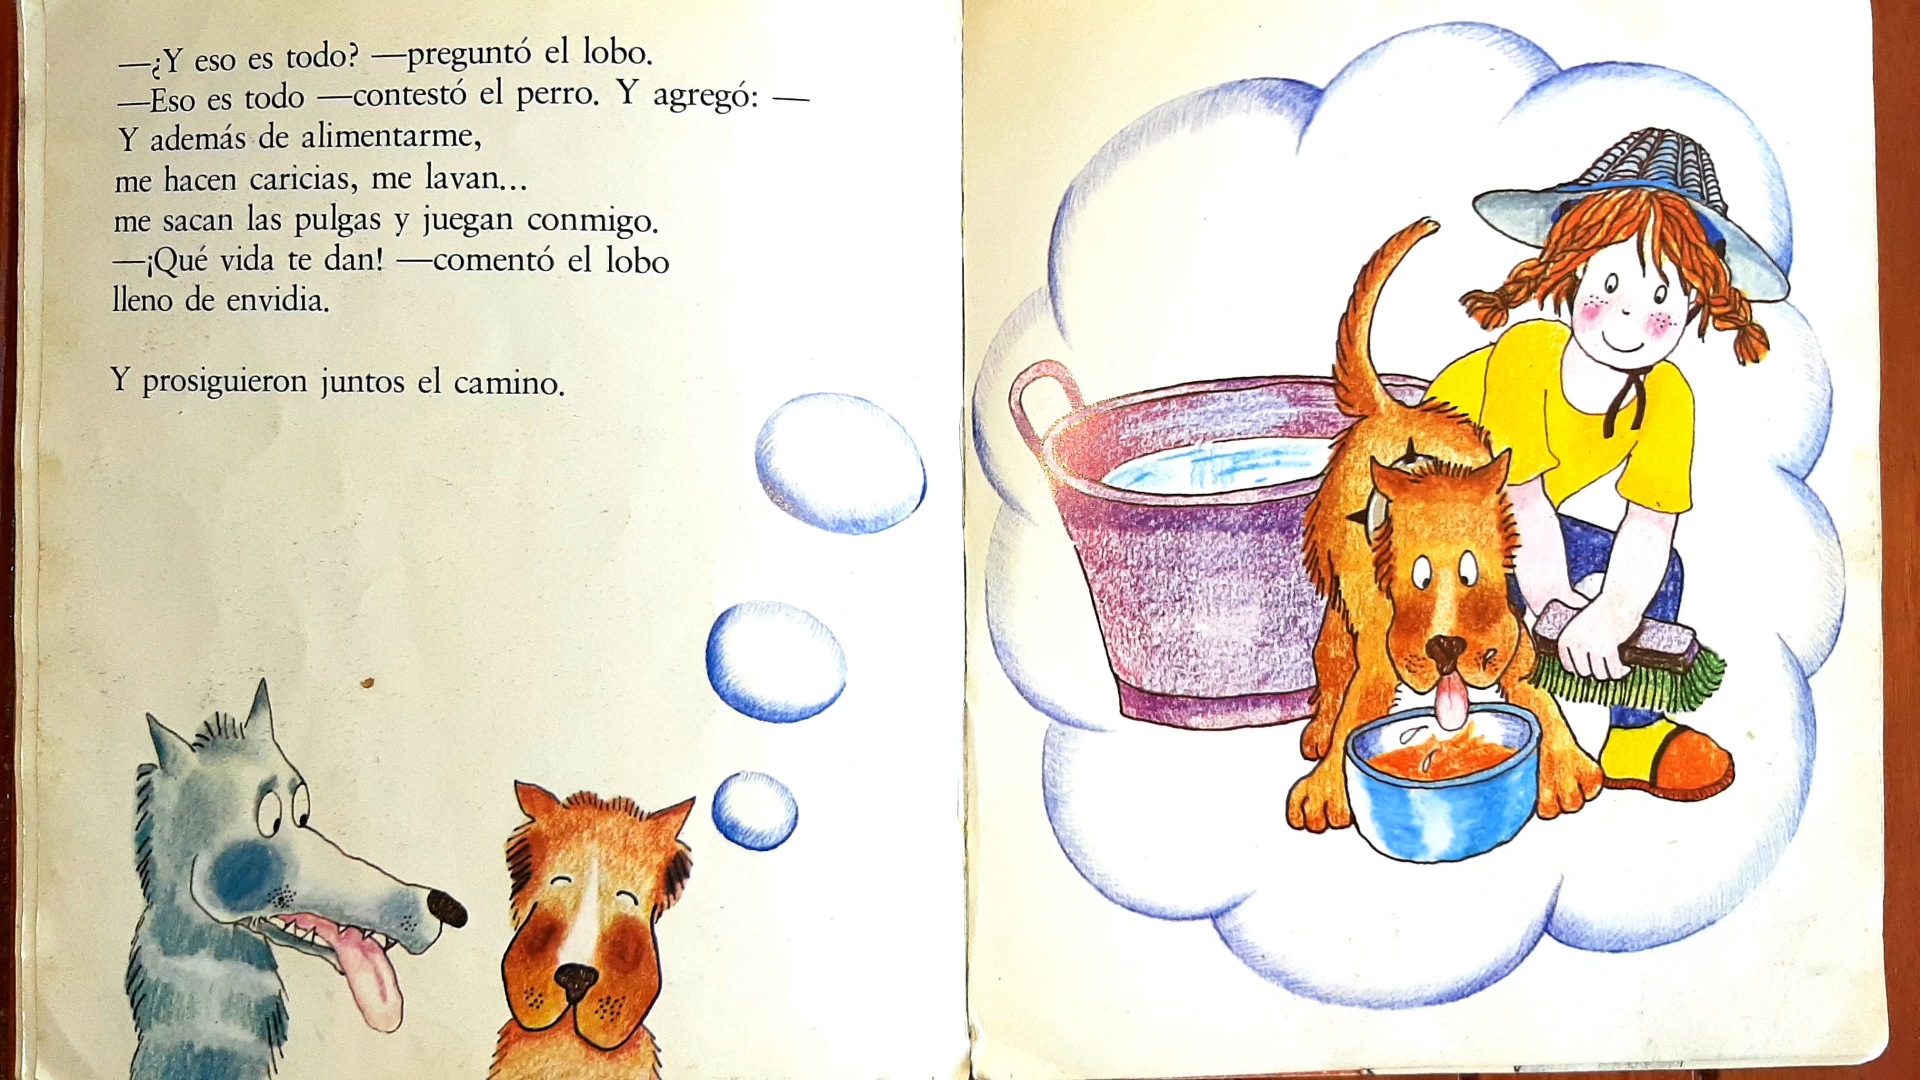 —¿Y eso es todo? —preguntó el lobo.
—Eso es todo —contestó el perro. Y agregó: —
Y además de alimentarme,
me hacen caricias, me lavan...
me sacan las pulgas y juegan conmigo.
—¡Qué vida te dan! —comentó el lobo
lleno de envidia.
Y prosiguieron juntos el camino.